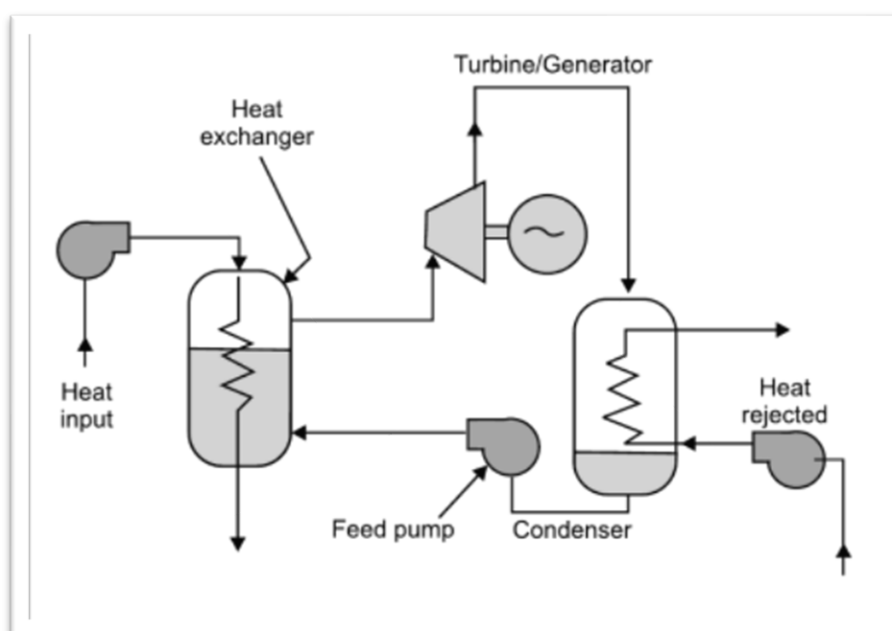 Turbine/Generator
Heat
exchanger
Heat
input
Heat
rejected
Feed pump
Condenser